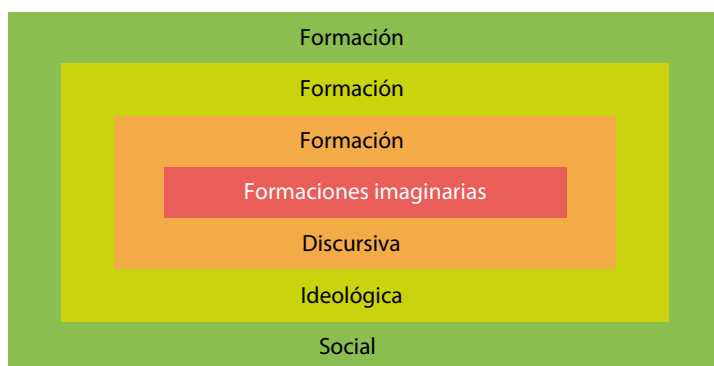 Formación
Formación
Formación
Formaciones imaginarias
Discursiva
Ideológica
Social